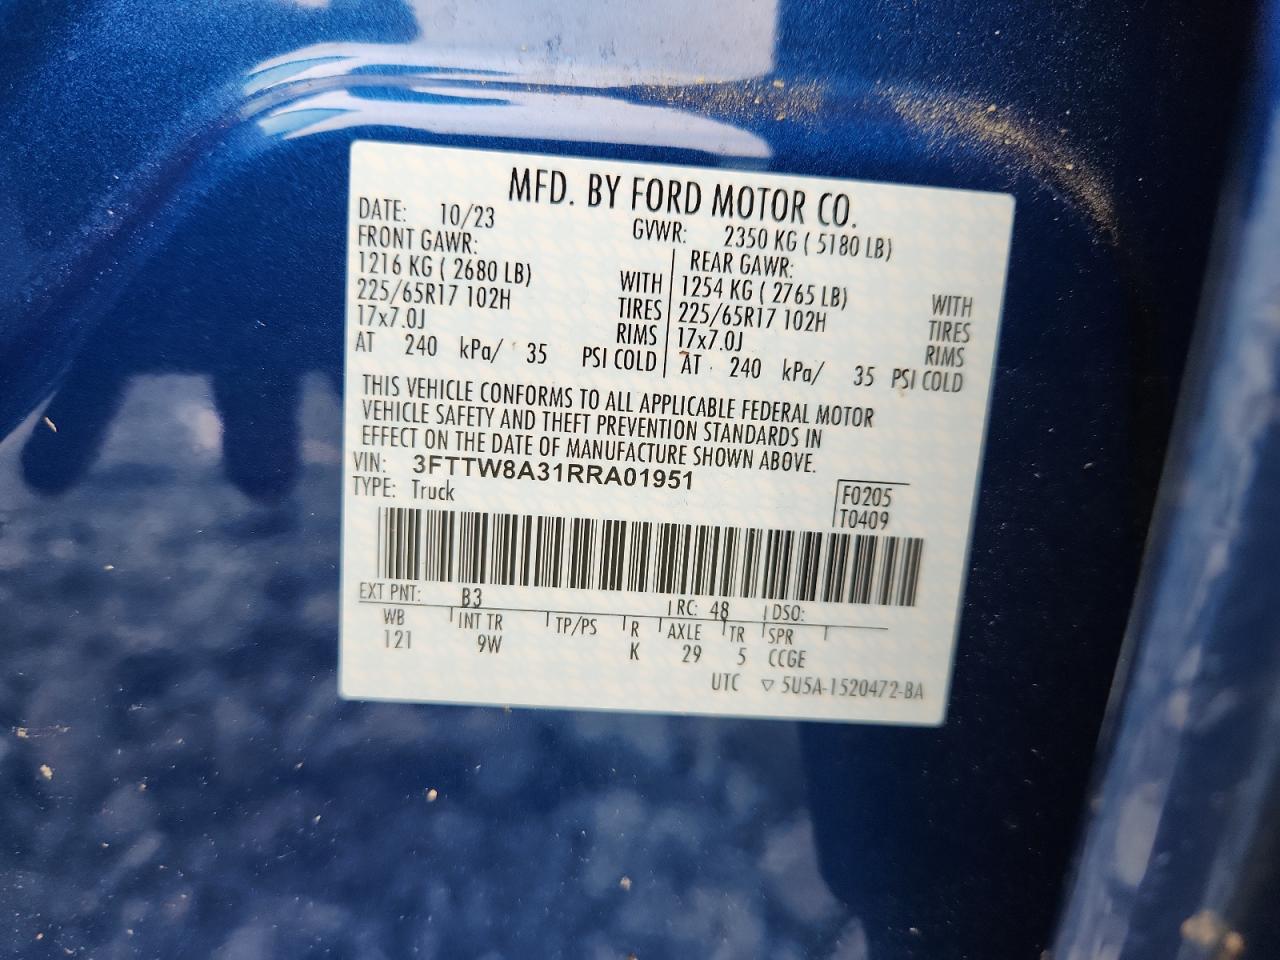 MFD. BY FORD MOTOR CO.
DATE: 10/23 GVWR: 2350 KG ( 5180 LB)
FRONT GAWR: REAR GAWR:
1216 KG ( 2680 LB) WITH 1254 KG ( 2765 LB) WITH
225/65R17 102H TIRES 225/65R17 102H TIRES
17x7.0J RIMS 17x7.0J RIMS
AT 240 kPa/ 35 PSI COLD AT 240 kPa/ 35 PSI COLD
THIS VEHICLE CONFORMS TO ALL APPLICABLE FEDERAL MOTOR
VEHICLE SAFETY AND THEFT PREVENTION STANDARDS IN
EFFECT ON THE DATE OF MANUFACTURE SHOWN ABOVE.
VIN: 3FTTW8A31RRA01951
TYPE: Truck
F0205
T0409
EXT PNT: B3 RC: 48 DSO:
WB INT TR TP/PS R AXLE TR SPR
121 9W K 29 5 CCGE
UTC ▽ 5U5A-1520472-BA